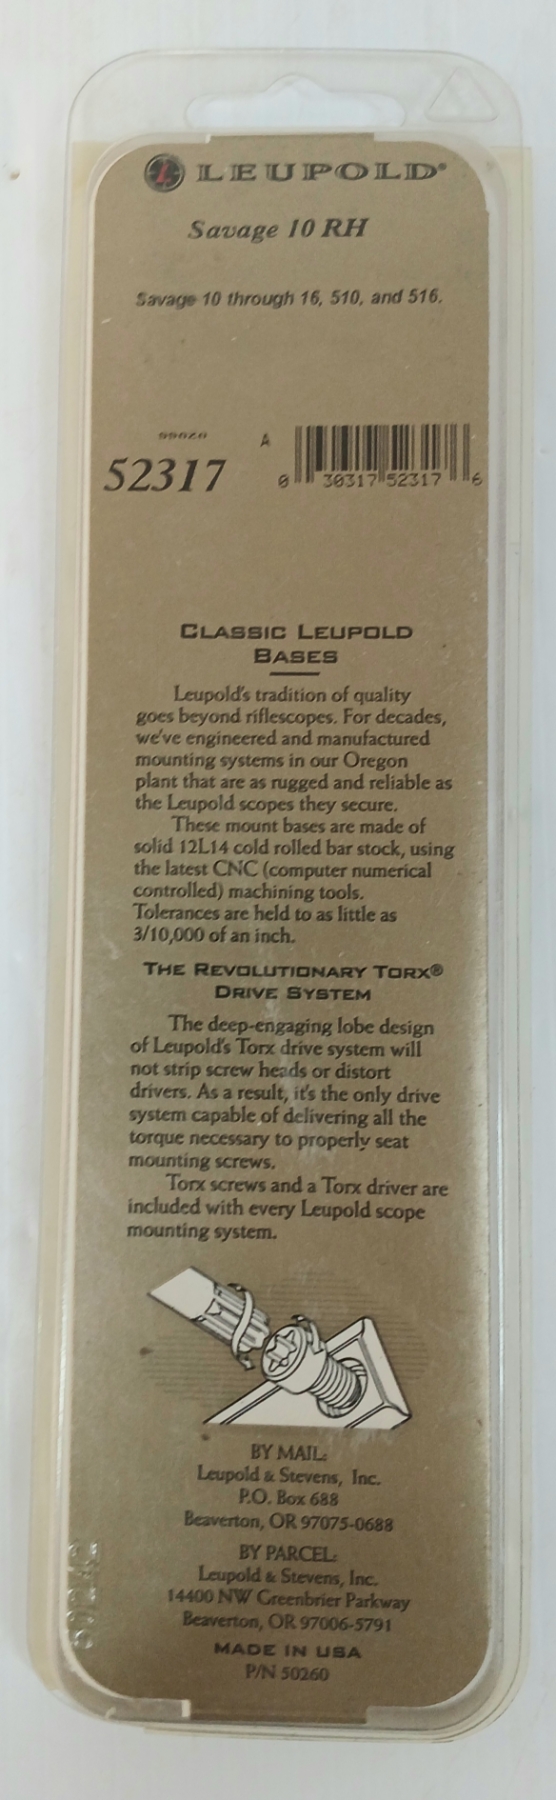 LEUPOLD®
Savage 10 RH
Savage 10 through 16, 510, and 516.
A
52317
0 30317 52317 6
CLASSIC LEUPOLD
BASES
Leupold's tradition of quality
goes beyond riflescopes. For decades,
we've engineered and manufactured
mounting systems in our Oregon
plant that are as rugged and reliable as
the Leupold scopes they secure.
These mount bases are made of
solid 12L14 cold rolled bar stock, using
the latest CNC (computer numerical
controlled) machining tools.
Tolerances are held to as little as
3/10,000 of an inch.
THE REVOLUTIONARY TORX®
DRIVE SYSTEM
The deep-engaging lobe design
of Leupold's Torx drive system will
not strip screw heads or distort
drivers. As a result, it's the only drive
system capable of delivering all the
torque necessary to properly seat
mounting screws.
Torx screws and a Torx driver are
included with every Leupold scope
mounting system.
BY MAIL:
Leupold & Stevens, Inc.
P.O. Box 688
Beaverton, OR 97075-0688
BY PARCEL:
Leupold & Stevens, Inc.
14400 NW Greenbrier Parkway
Beaverton, OR 97006-5791
MADE IN USA
P/N 50260